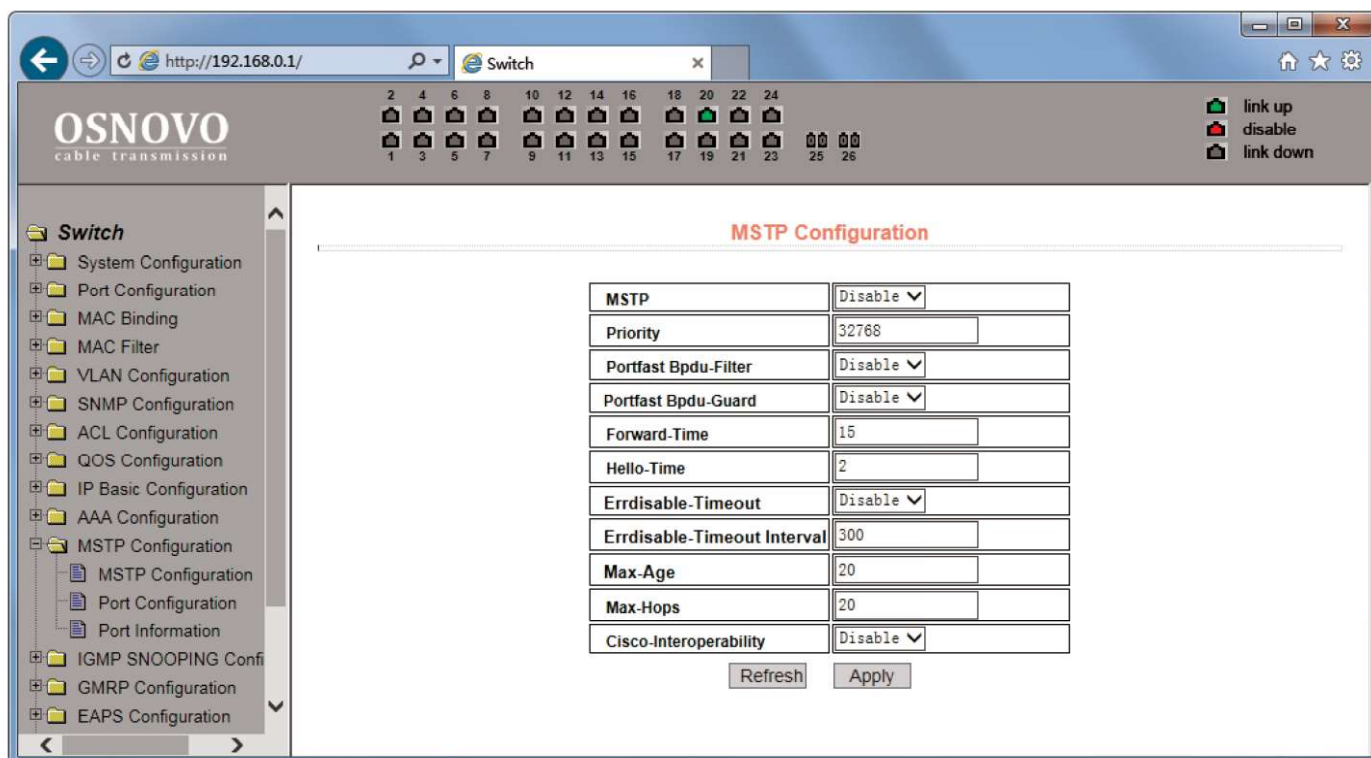 http://192.168.0.1/
Switch
OSNOVO
cable transmission
2 4 6 8 10 12 14 16 18 20 22 24
1 3 5 7 9 11 13 15 17 19 21 23 25 26
link up
disable
link down
Switch
System Configuration
Port Configuration
MAC Binding
MAC Filter
VLAN Configuration
SNMP Configuration
ACL Configuration
QOS Configuration
IP Basic Configuration
AAA Configuration
MSTP Configuration
MSTP Configuration
Port Configuration
Port Information
IGMP SNOOPING Confi
GMRP Configuration
EAPS Configuration
MSTP Configuration
MSTP Disable
Priority 32768
Portfast Bpdu-Filter Disable
Portfast Bpdu-Guard Disable
Forward-Time 15
Hello-Time 2
Errdisable-Timeout Disable
Errdisable-Timeout Interval 300
Max-Age 20
Max-Hops 20
Cisco-Interoperability Disable
Refresh Apply